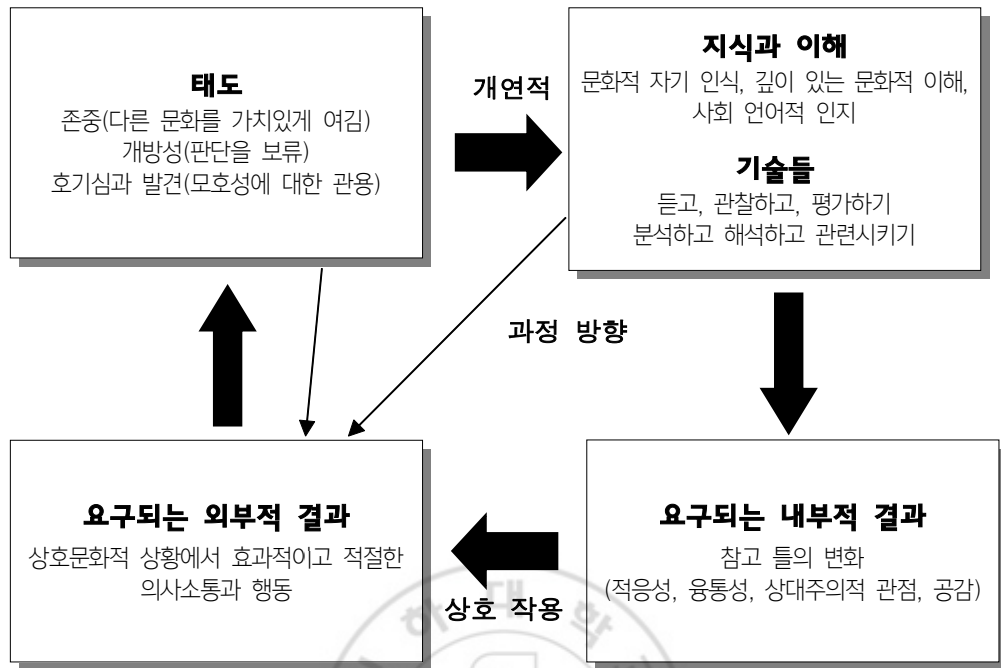 태도
존중(다른 문화를 가치있게 여김)
개방성(판단을 보류)
호기심과 발견(모호성에 대한 관용)
개연적
지식과 이해
문화적 자기 인식, 깊이 있는 문화적 이해,
사회 언어적 인지
기술들
듣고, 관찰하고, 평가하기
분석하고 해석하고 관련시키기
과정 방향
요구되는 외부적 결과
상호문화적 상황에서 효과적이고 적절한
의사소통과 행동
상호 작용
요구되는 내부적 결과
참고 틀의 변화
(적응성, 융통성, 상대주의적 관점, 공감)